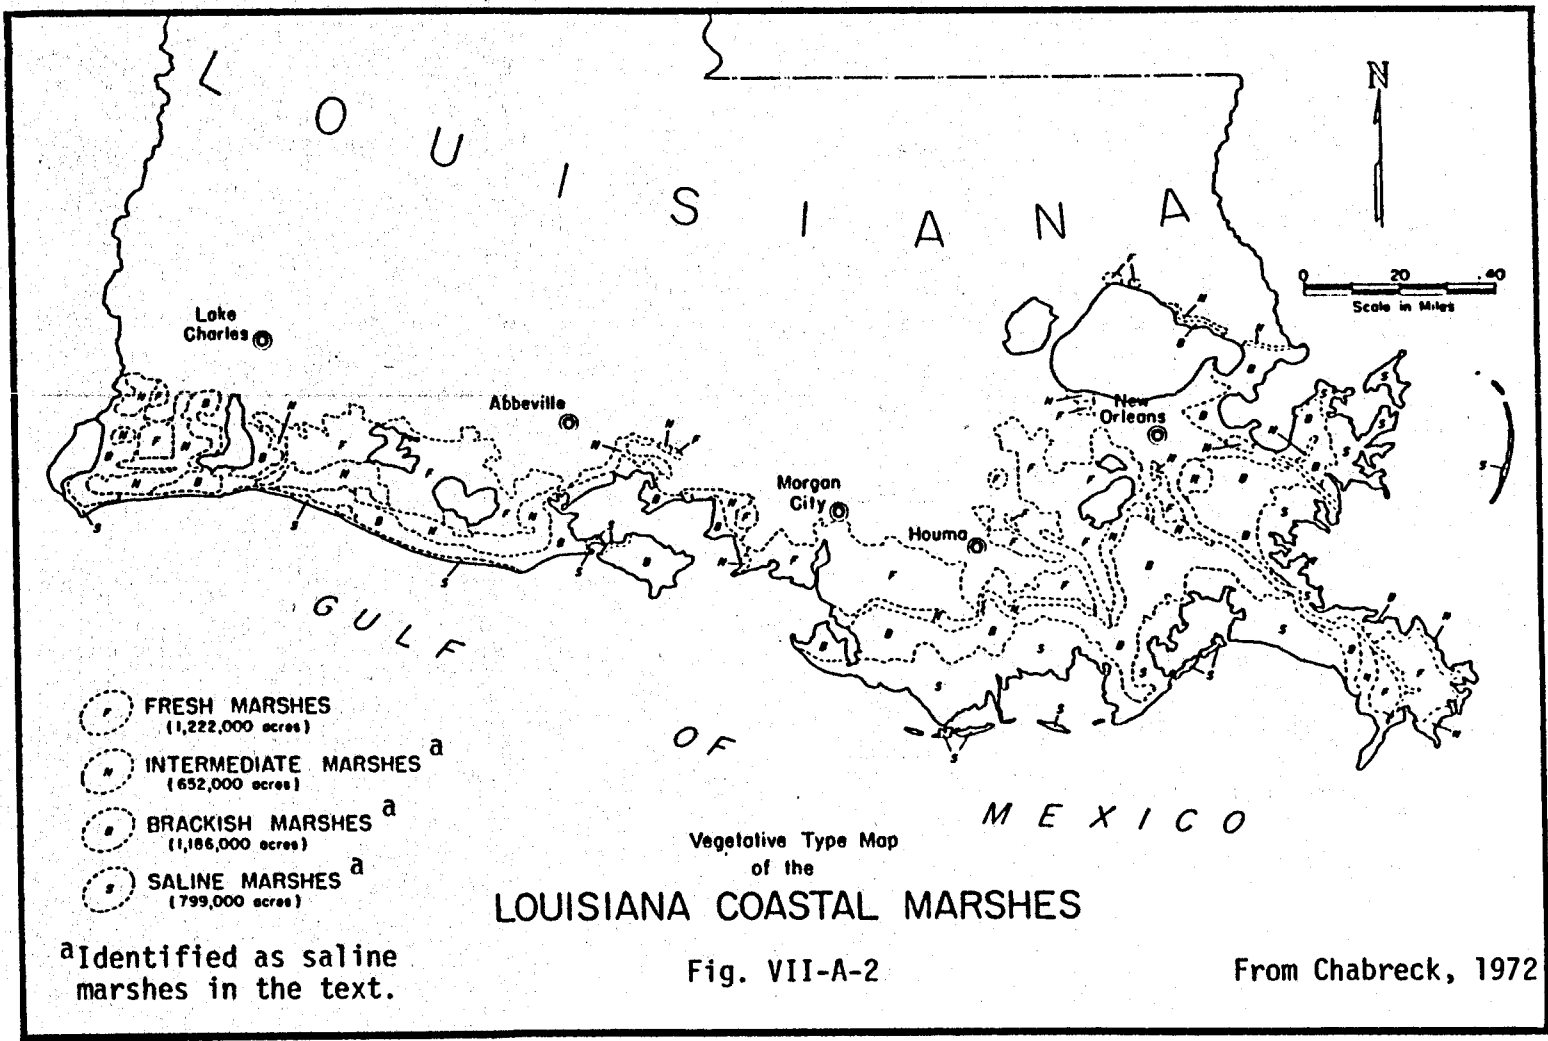 LOUISIANA
N
0 20 40
Scale in Miles
Lake
Charles
Abbeville
New
Orleans
Morgan
City
Houma
GULF
OF
MEXICO
F FRESH MARSHES
(1,222,000 acres)
INTERMEDIATE MARSHES a
(652,000 acres)
B BRACKISH MARSHES a
(1,186,000 acres)
S SALINE MARSHES a
(799,000 acres)
a Identified as saline
marshes in the text.
Vegetative Type Map
of the
LOUISIANA COASTAL MARSHES
Fig. VII-A-2
From Chabreck, 1972